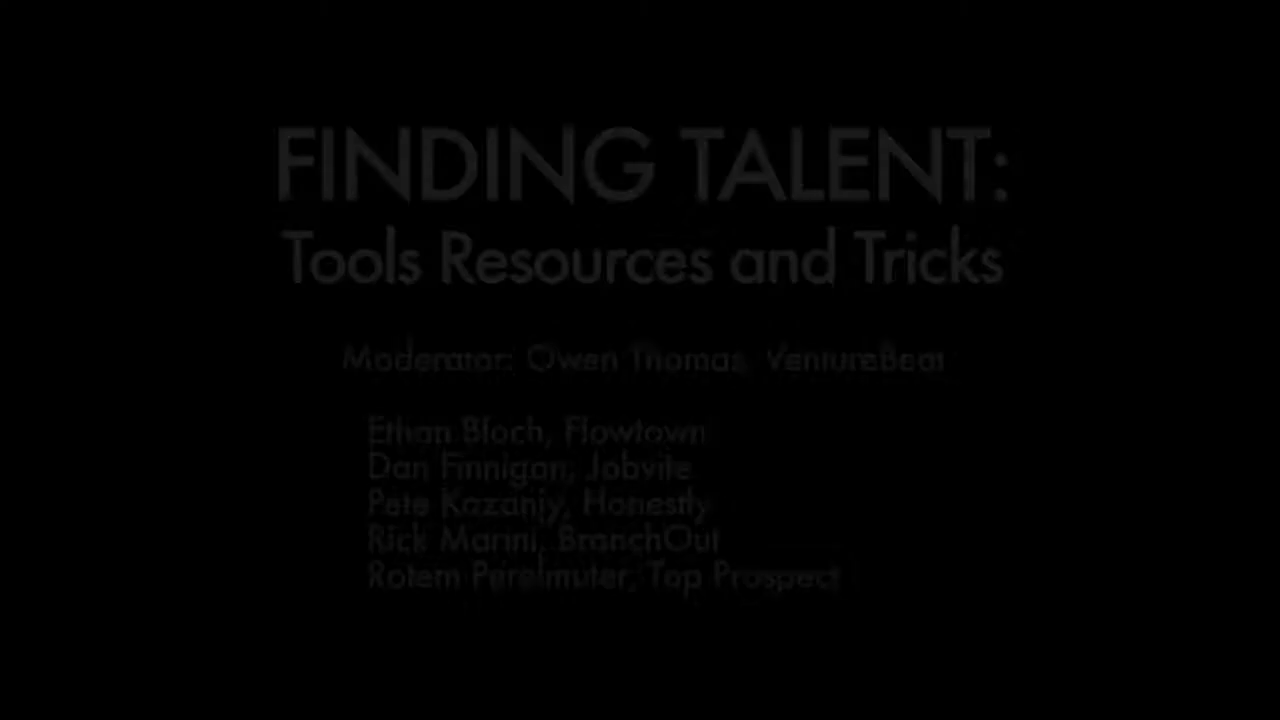 FINDING TALENT:
Tools Resources and Tricks
Moderator: Owen Thomas, VentureBeat
Ethan Bloch, Flowtown
Dan Finnigan, Jobvite
Pete Kazanjy, Honestly
Rick Marini, BranchOut
Rotem Perelmuter, Top Prospect